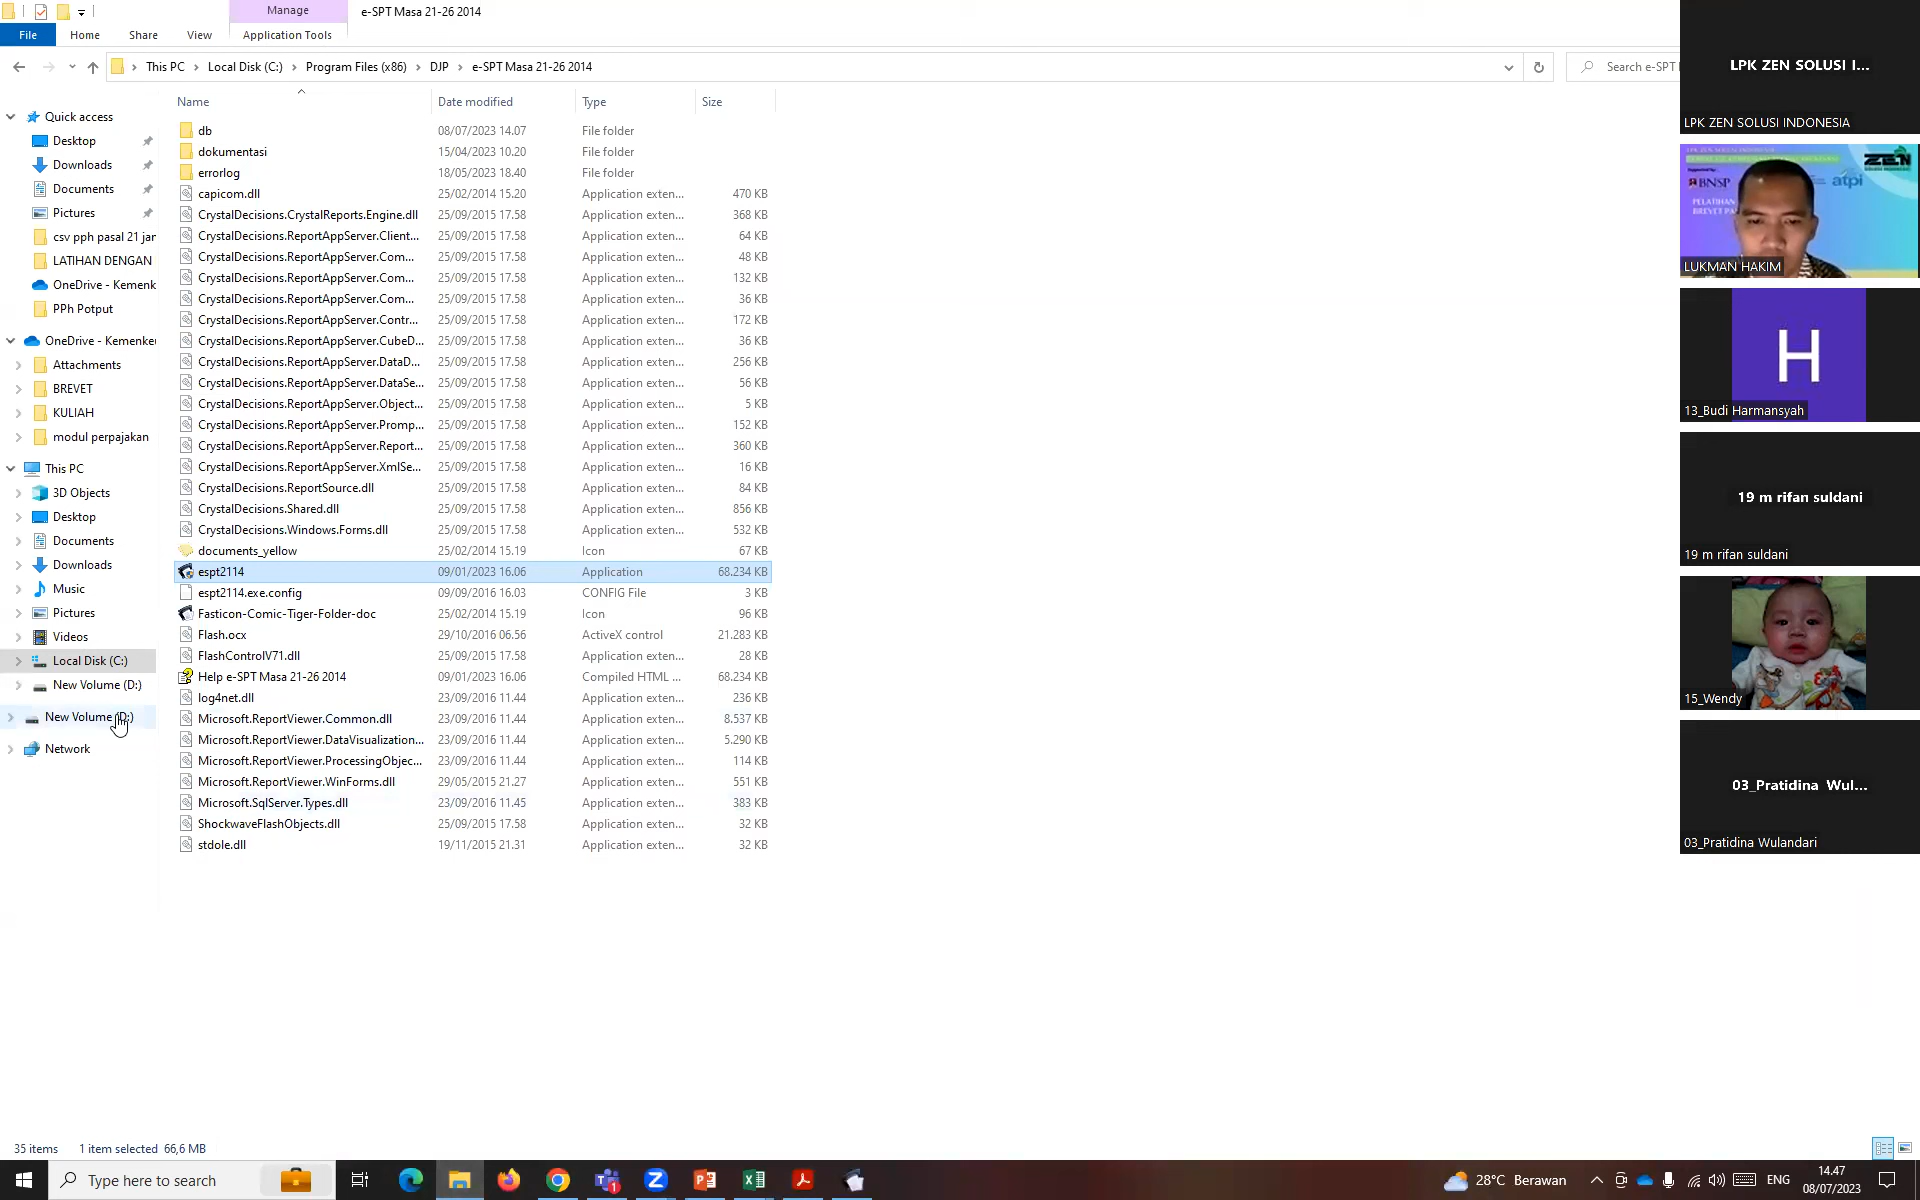 Manage
e-SPT Masa 21-26 2014
File
Home
Share
View
Application Tools
This PC
Local Disk (C:)
Program Files (x86)
DJP
e-SPT Masa 21-26 2014
Search e-SPT
Quick access
Desktop
Downloads
Documents
Pictures
csv pph pasal 21 jar
LATIHAN DENGAN
OneDrive - Kemenk
PPh Potput
OneDrive - Kemenke
Attachments
BREVET
KULIAH
modul perpajakan
This PC
3D Objects
Desktop
Documents
Downloads
Music
Pictures
Videos
Local Disk (C:)
New Volume (D:)
New Volume (D:)
Network
Name Date modified Type Size
db 08/07/2023 14.07 File folder
dokumentasi 15/04/2023 10.20 File folder
errorlog 18/05/2023 18.40 File folder
capicom.dll 25/02/2014 15.20 Application exten... 470 KB
CrystalDecisions.CrystalReports.Engine.dll 25/09/2015 17.58 Application exten... 368 KB
CrystalDecisions.ReportAppServer.Client... 25/09/2015 17.58 Application exten... 64 KB
CrystalDecisions.ReportAppServer.Com... 25/09/2015 17.58 Application exten... 48 KB
CrystalDecisions.ReportAppServer.Com... 25/09/2015 17.58 Application exten... 132 KB
CrystalDecisions.ReportAppServer.Com... 25/09/2015 17.58 Application exten... 36 KB
CrystalDecisions.ReportAppServer.Contr... 25/09/2015 17.58 Application exten... 172 KB
CrystalDecisions.ReportAppServer.CubeD... 25/09/2015 17.58 Application exten... 36 KB
CrystalDecisions.ReportAppServer.DataD... 25/09/2015 17.58 Application exten... 256 KB
CrystalDecisions.ReportAppServer.DataSe... 25/09/2015 17.58 Application exten... 56 KB
CrystalDecisions.ReportAppServer.Object... 25/09/2015 17.58 Application exten... 5 KB
CrystalDecisions.ReportAppServer.Promp... 25/09/2015 17.58 Application exten... 152 KB
CrystalDecisions.ReportAppServer.Report... 25/09/2015 17.58 Application exten... 360 KB
CrystalDecisions.ReportAppServer.XmlSe... 25/09/2015 17.58 Application exten... 16 KB
CrystalDecisions.ReportSource.dll 25/09/2015 17.58 Application exten... 84 KB
CrystalDecisions.Shared.dll 25/09/2015 17.58 Application exten... 856 KB
CrystalDecisions.Windows.Forms.dll 25/09/2015 17.58 Application exten... 532 KB
documents_yellow 25/02/2014 15.19 Icon 67 KB
espt2114 09/01/2023 16.06 Application 68.234 KB
espt2114.exe.config 09/09/2016 16.03 CONFIG File 3 KB
Fasticon-Comic-Tiger-Folder-doc 25/02/2014 15.19 Icon 96 KB
Flash.ocx 29/10/2016 06.56 ActiveX control 21.283 KB
FlashControlV71.dll 25/09/2015 17.58 Application exten... 28 KB
Help e-SPT Masa 21-26 2014 09/01/2023 16.06 Compiled HTML ... 68.234 KB
log4net.dll 23/09/2016 11.44 Application exten... 236 KB
Microsoft.ReportViewer.Common.dll 23/09/2016 11.44 Application exten... 8.537 KB
Microsoft.ReportViewer.DataVisualization... 23/09/2016 11.44 Application exten... 5.290 KB
Microsoft.ReportViewer.ProcessingObjec... 23/09/2016 11.44 Application exten... 114 KB
Microsoft.ReportViewer.WinForms.dll 29/05/2015 21.27 Application exten... 551 KB
Microsoft.SqlServer.Types.dll 23/09/2016 11.45 Application exten... 383 KB
ShockwaveFlashObjects.dll 25/09/2015 17.58 Application exten... 32 KB
stdole.dll 19/11/2015 21.31 Application exten... 32 KB
35 items 1 item selected 66,6 MB
LPK ZEN SOLUSI I...
LPK ZEN SOLUSI INDONESIA
LPK ZEN SOLUSI INDONESIA
ZEN
BNSP
atpi
LUKMAN HAKIM
H
13_Budi Harmansyah
19 m rifan suldani
19 m rifan suldani
15_Wendy
03_Pratidina Wul...
03_Pratidina Wulandari
Type here to search
28°C Berawan
ENG
14.47
08/07/2023